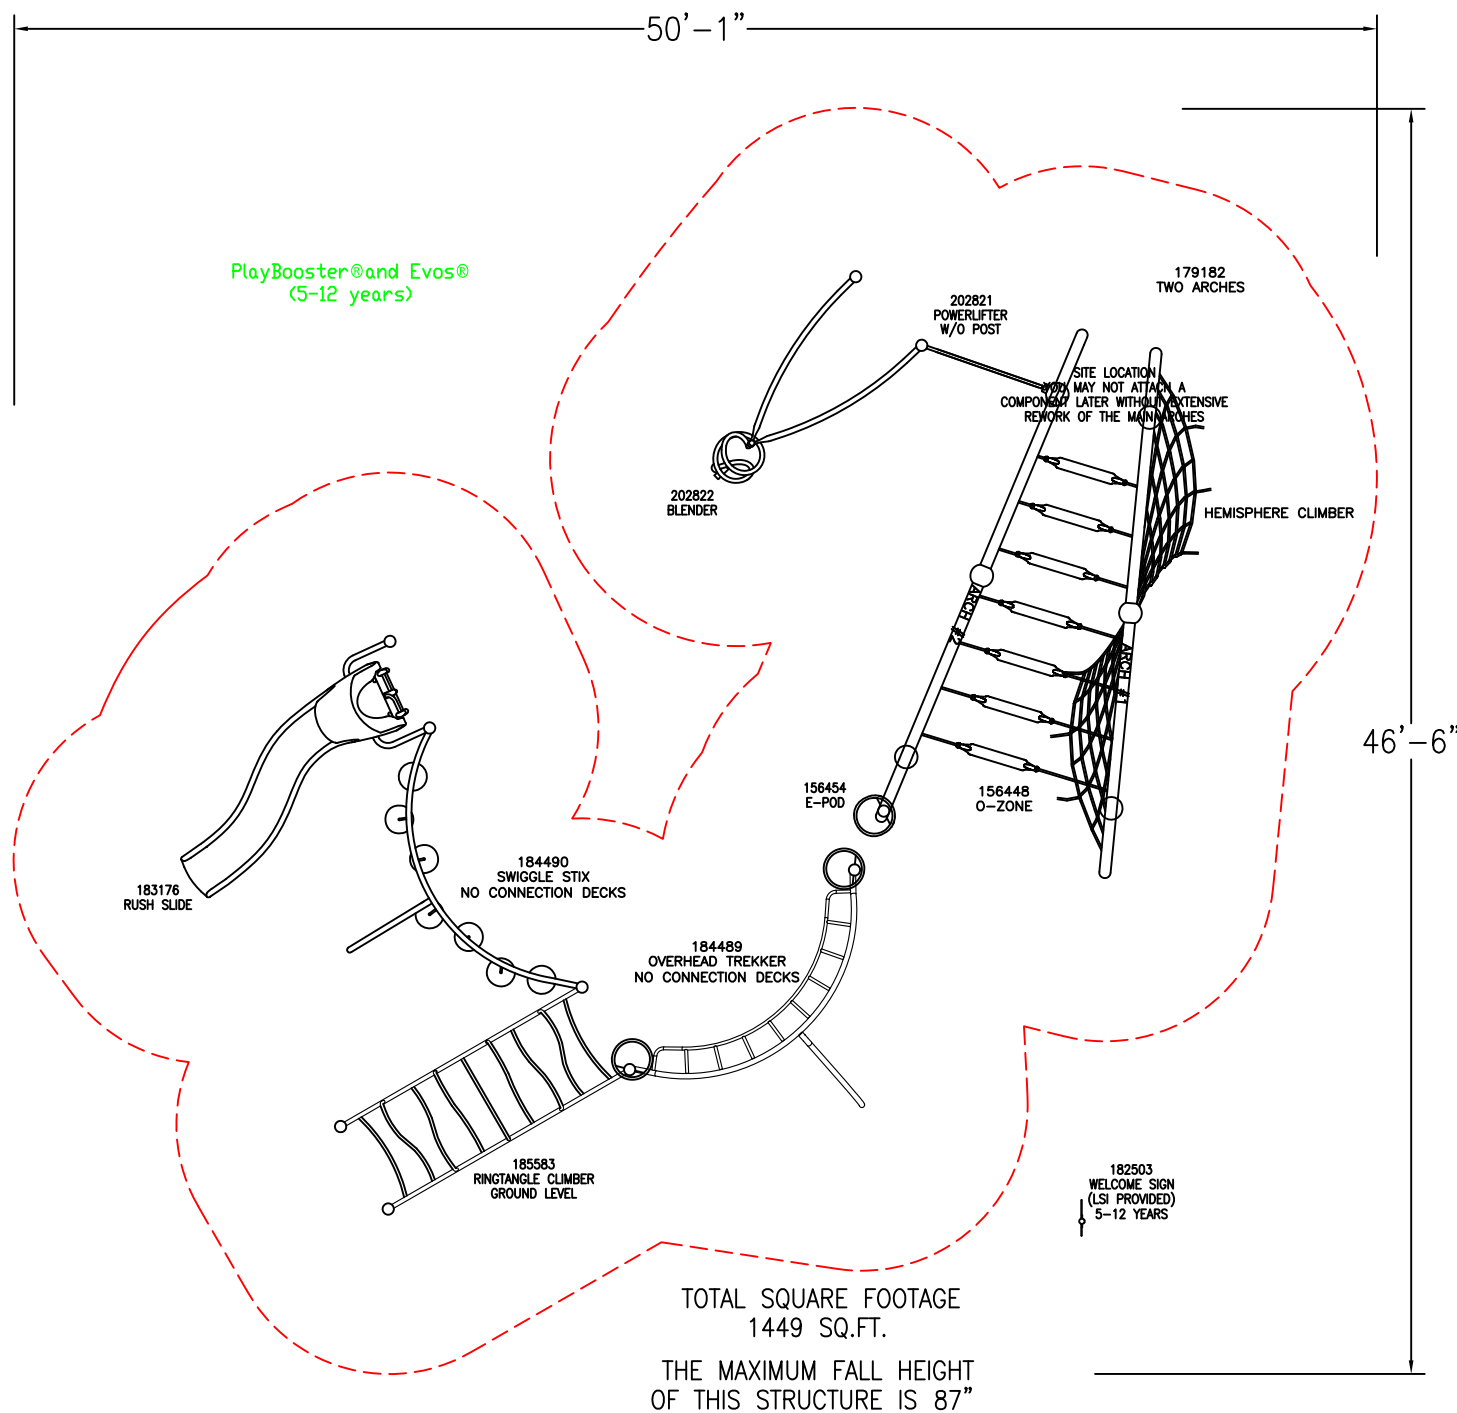 50'-1"
PlayBooster®and Evos®
(5-12 years)
179182
TWO ARCHES
202821
POWERLIFTER
W/O POST
SITE LOCATION
YOU MAY NOT ATTACH A
COMPONENT LATER WITHOUT EXTENSIVE
REWORK OF THE MAIN ARCHES
202822
BLENDER
HEMISPHERE CLIMBER
ARCH #2
ARCH #1
46'-6"
156454
E-POD
156448
O-ZONE
184490
SWIGGLE STIX
NO CONNECTION DECKS
183176
RUSH SLIDE
184489
OVERHEAD TREKKER
NO CONNECTION DECKS
185583
RINGTANGLE CLIMBER
GROUND LEVEL
182503
WELCOME SIGN
(LSI PROVIDED)
5-12 YEARS
TOTAL SQUARE FOOTAGE
1449 SQ.FT.
THE MAXIMUM FALL HEIGHT
OF THIS STRUCTURE IS 87"